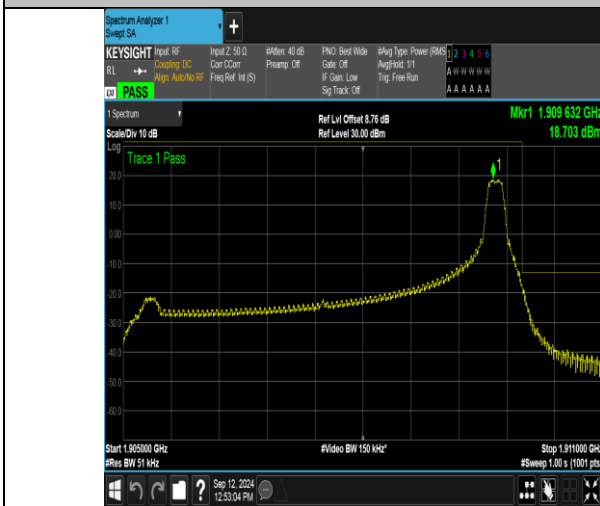 Spectrum Analyzer 1
Swept SA
+
KEYSIGHT Input: RF Input Z: 50 Ω #Atten: 40 dB PNO: Best Wide #Avg Type: Power (RMS 1 2 3 4 5 6
RL Coupling: DC Corr CCorr Preamp: Off Gate: Off Avg|Hold: 1/1 A W W W W W
Align: Auto/No RF Freq Ref: Int (S) IF Gain: Low Trig: Free Run
PASS Sig Track: Off A A A A A A
1 Spectrum Ref Lvl Offset 8.76 dB Mkr1 1.909 632 GHz
Scale/Div 10 dB Ref Level 30.00 dBm 18.703 dBm
Log
Trace 1 Pass
1
20.0
10.0
0.00
-10.0
-20.0
-30.0
-40.0
-50.0
-60.0
Start 1.905000 GHz #Video BW 150 kHz* Stop 1.911000 GHz
#Res BW 51 kHz #Sweep 1.00 s (1001 pts
? Sep 12, 2024
12:53:04 PM